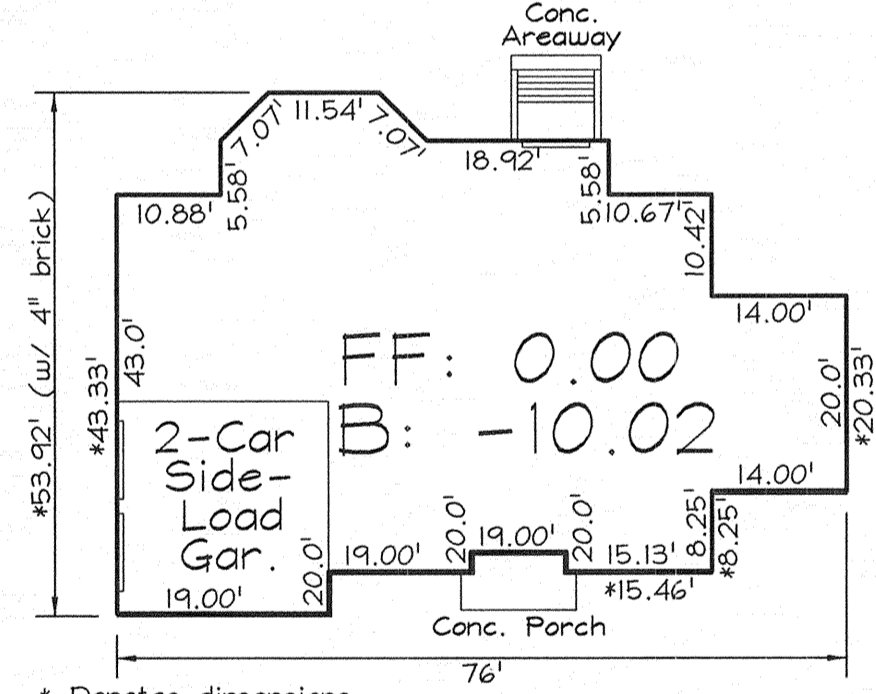 Conc.
Areaway
11.54'
7.07'
7.07'
18.92'
5.58'
5.58'
10.88'
10.67'
10.42'
14.00'
*53.92' (w/ 4" brick)
*43.33'
43.0'
FF: 0.00
B: -10.02
20.0'
*20.33'
2-Car
Side-
Load
Gar.
14.00'
19.00'
20.0'
19.00'
20.0'
19.00'
20.0'
15.13'
*15.46'
8.25'
*8.25'
Conc. Porch
76'
* Denotes dimensions